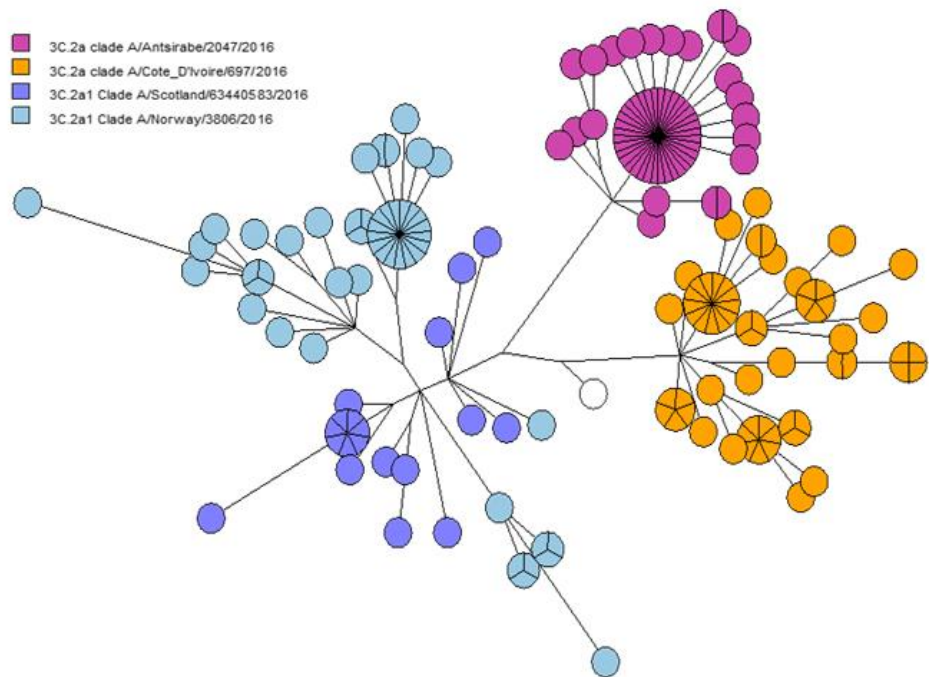 3C.2a clade A/Antsirabe/2047/2016
3C.2a clade A/Cote_D'Ivoire/697/2016
3C.2a1 Clade A/Scotland/63440583/2016
3C.2a1 Clade A/Norway/3806/2016